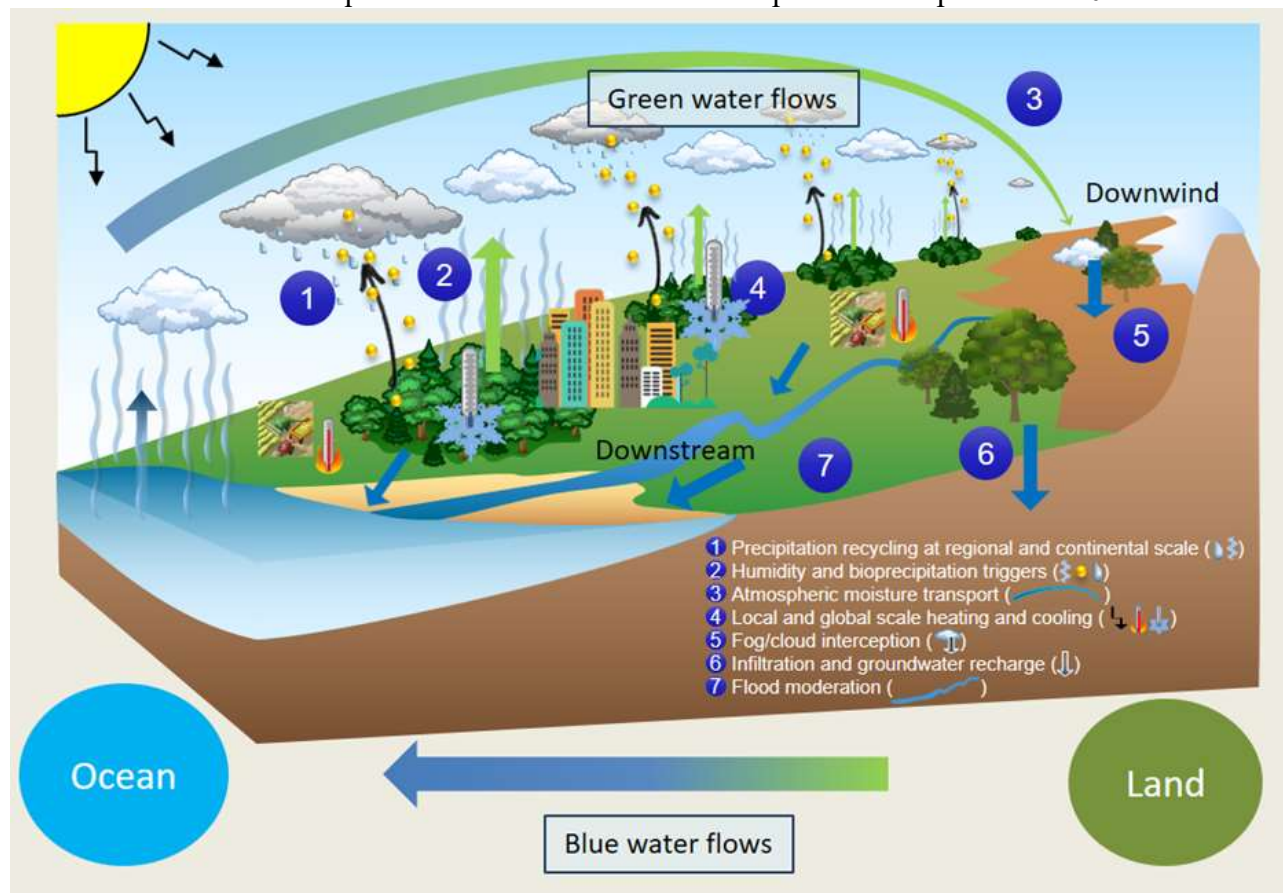 Green water flows
3
Downwind
1
2
4
5
Downstream
7
6
1 Precipitation recycling at regional and continental scale ( )
2 Humidity and bioprecipitation triggers ( )
3 Atmospheric moisture transport ( )
4 Local and global scale heating and cooling ( )
5 Fog/cloud interception ( )
6 Infiltration and groundwater recharge ( )
7 Flood moderation ( )
Ocean
Land
Blue water flows